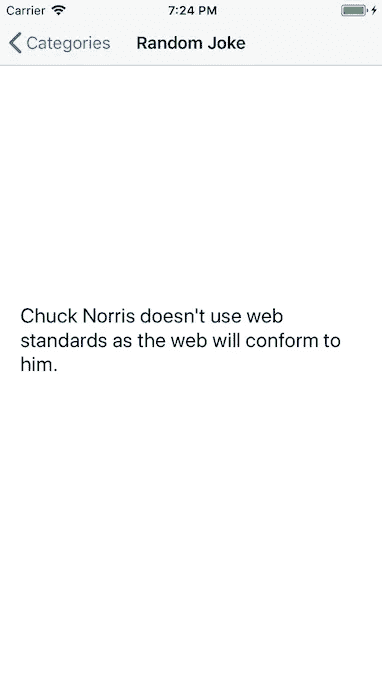 Carrier 7:24 PM
Categories Random Joke
Chuck Norris doesn't use web
standards as the web will conform to
him.